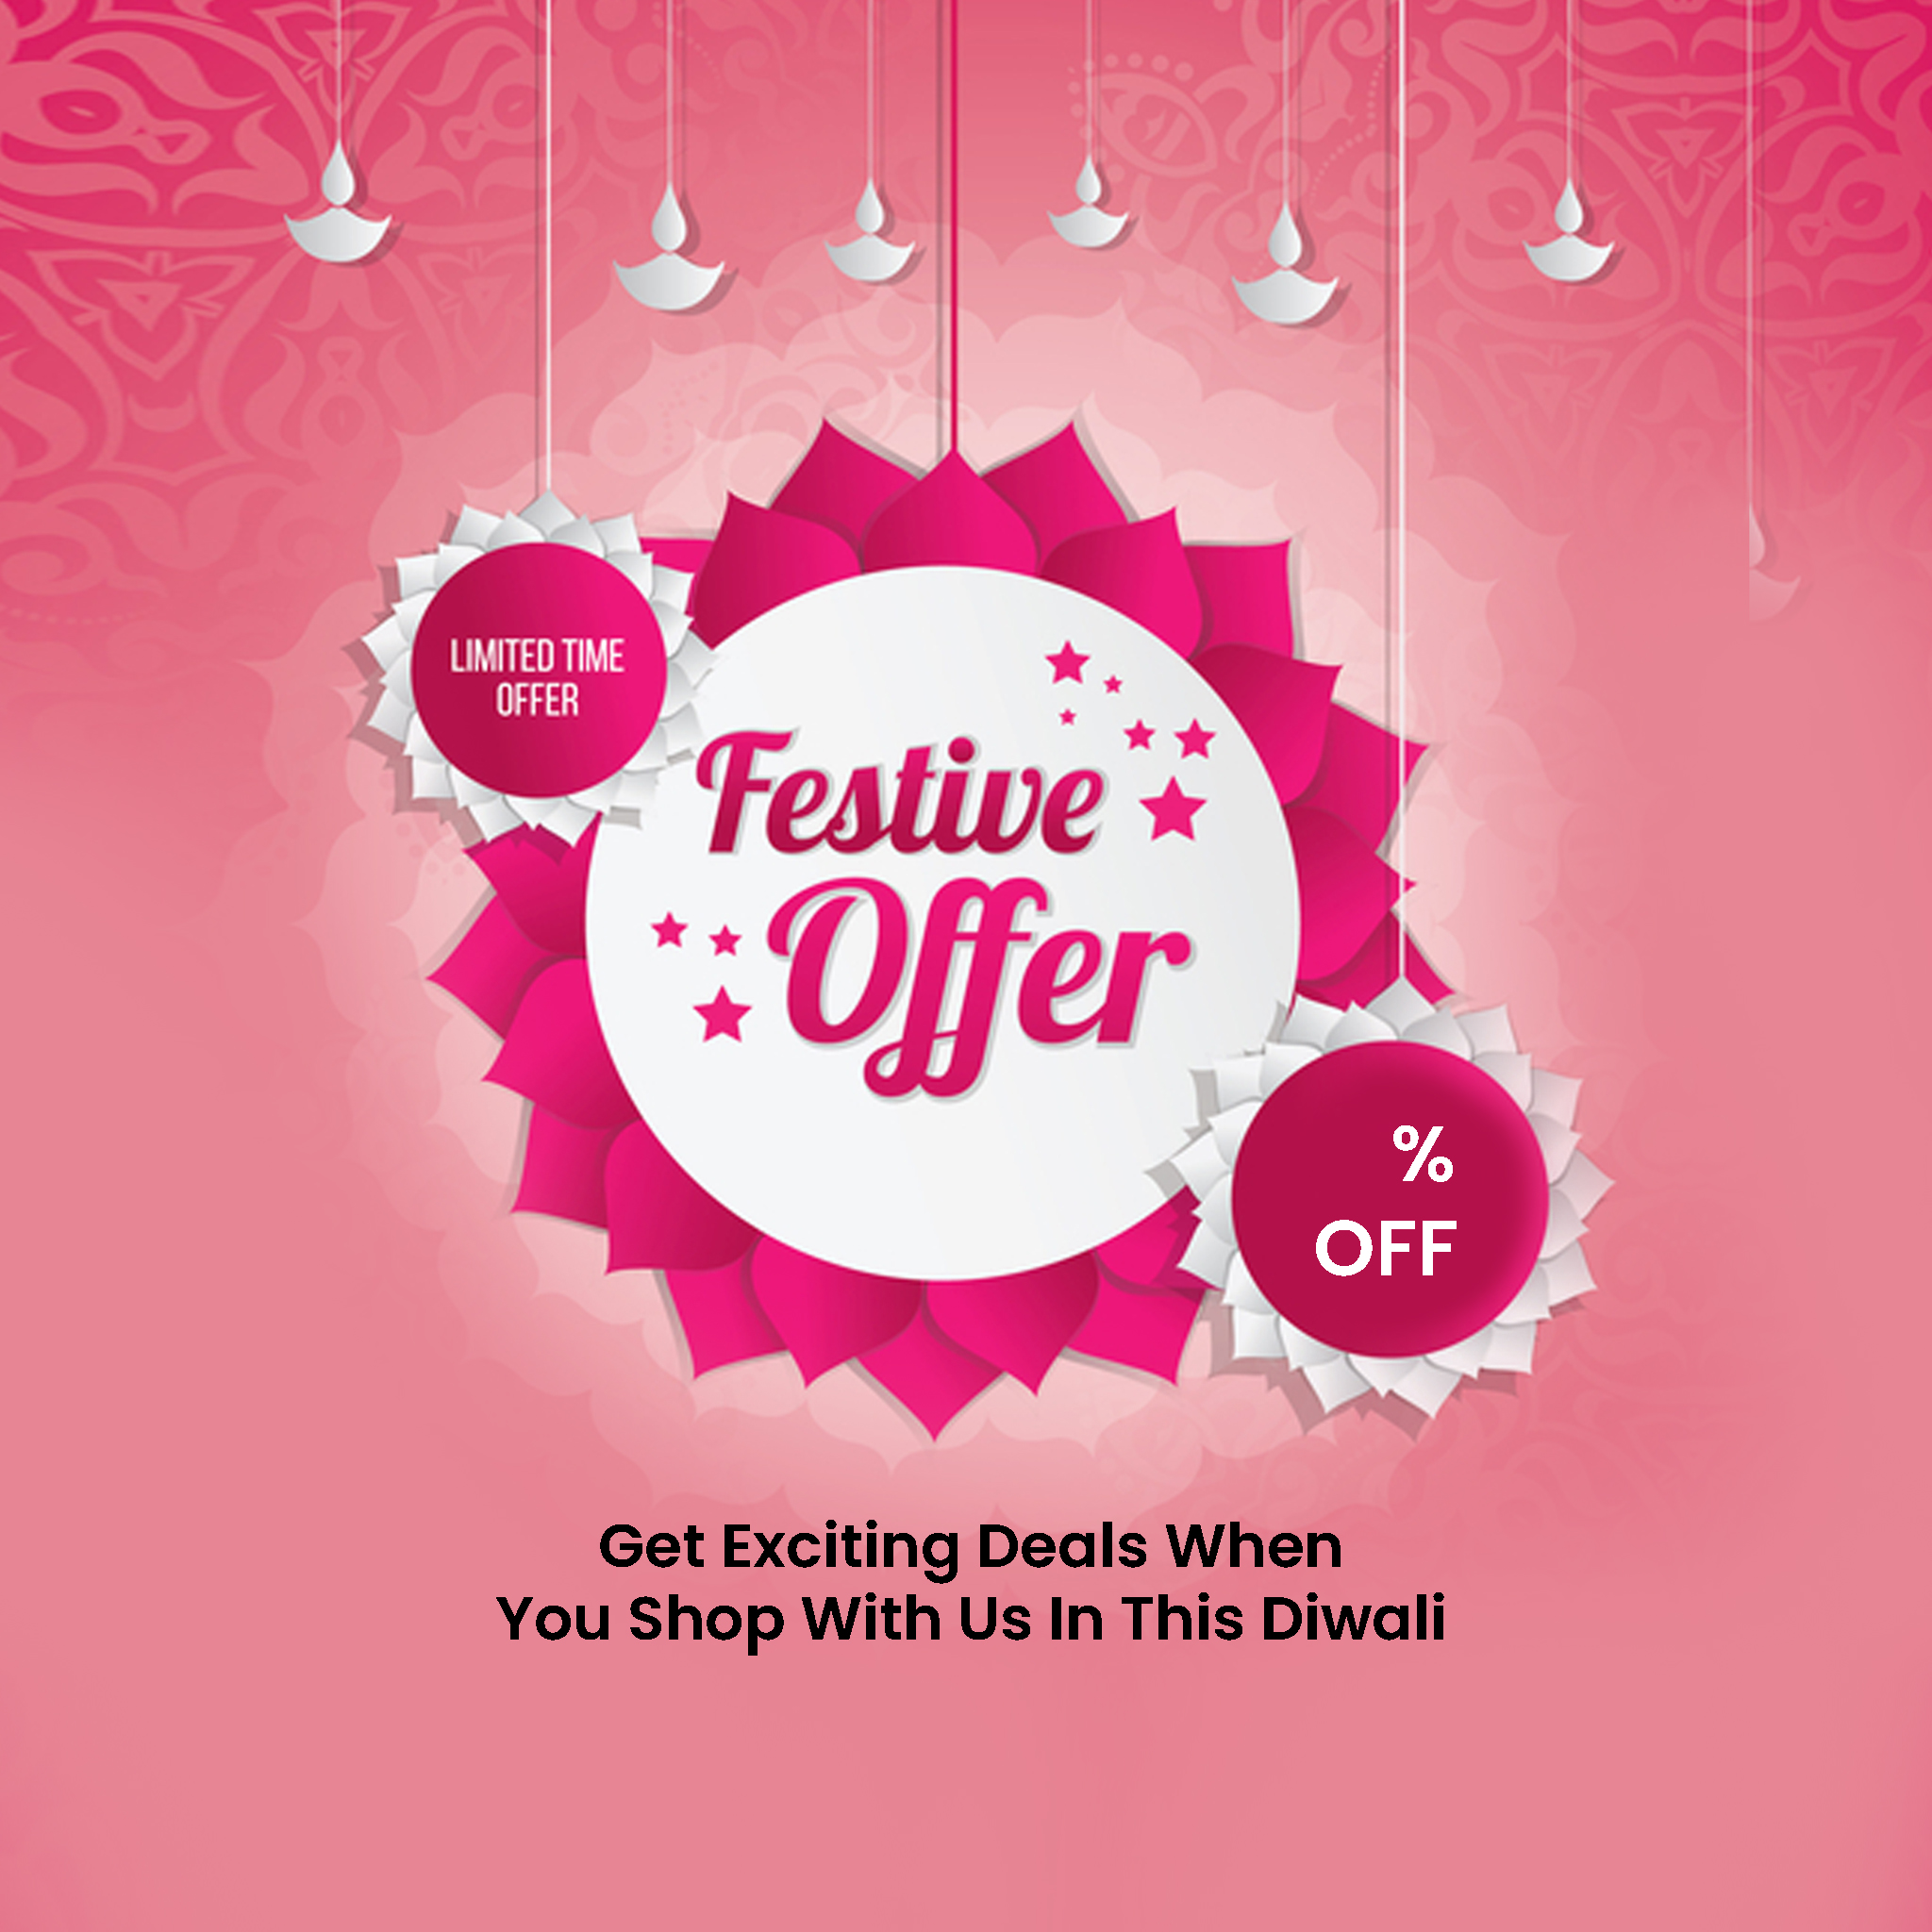 LIMITED TIME
OFFER
Festive
Offer
%
OFF
Get Exciting Deals When
You Shop With Us In This Diwali